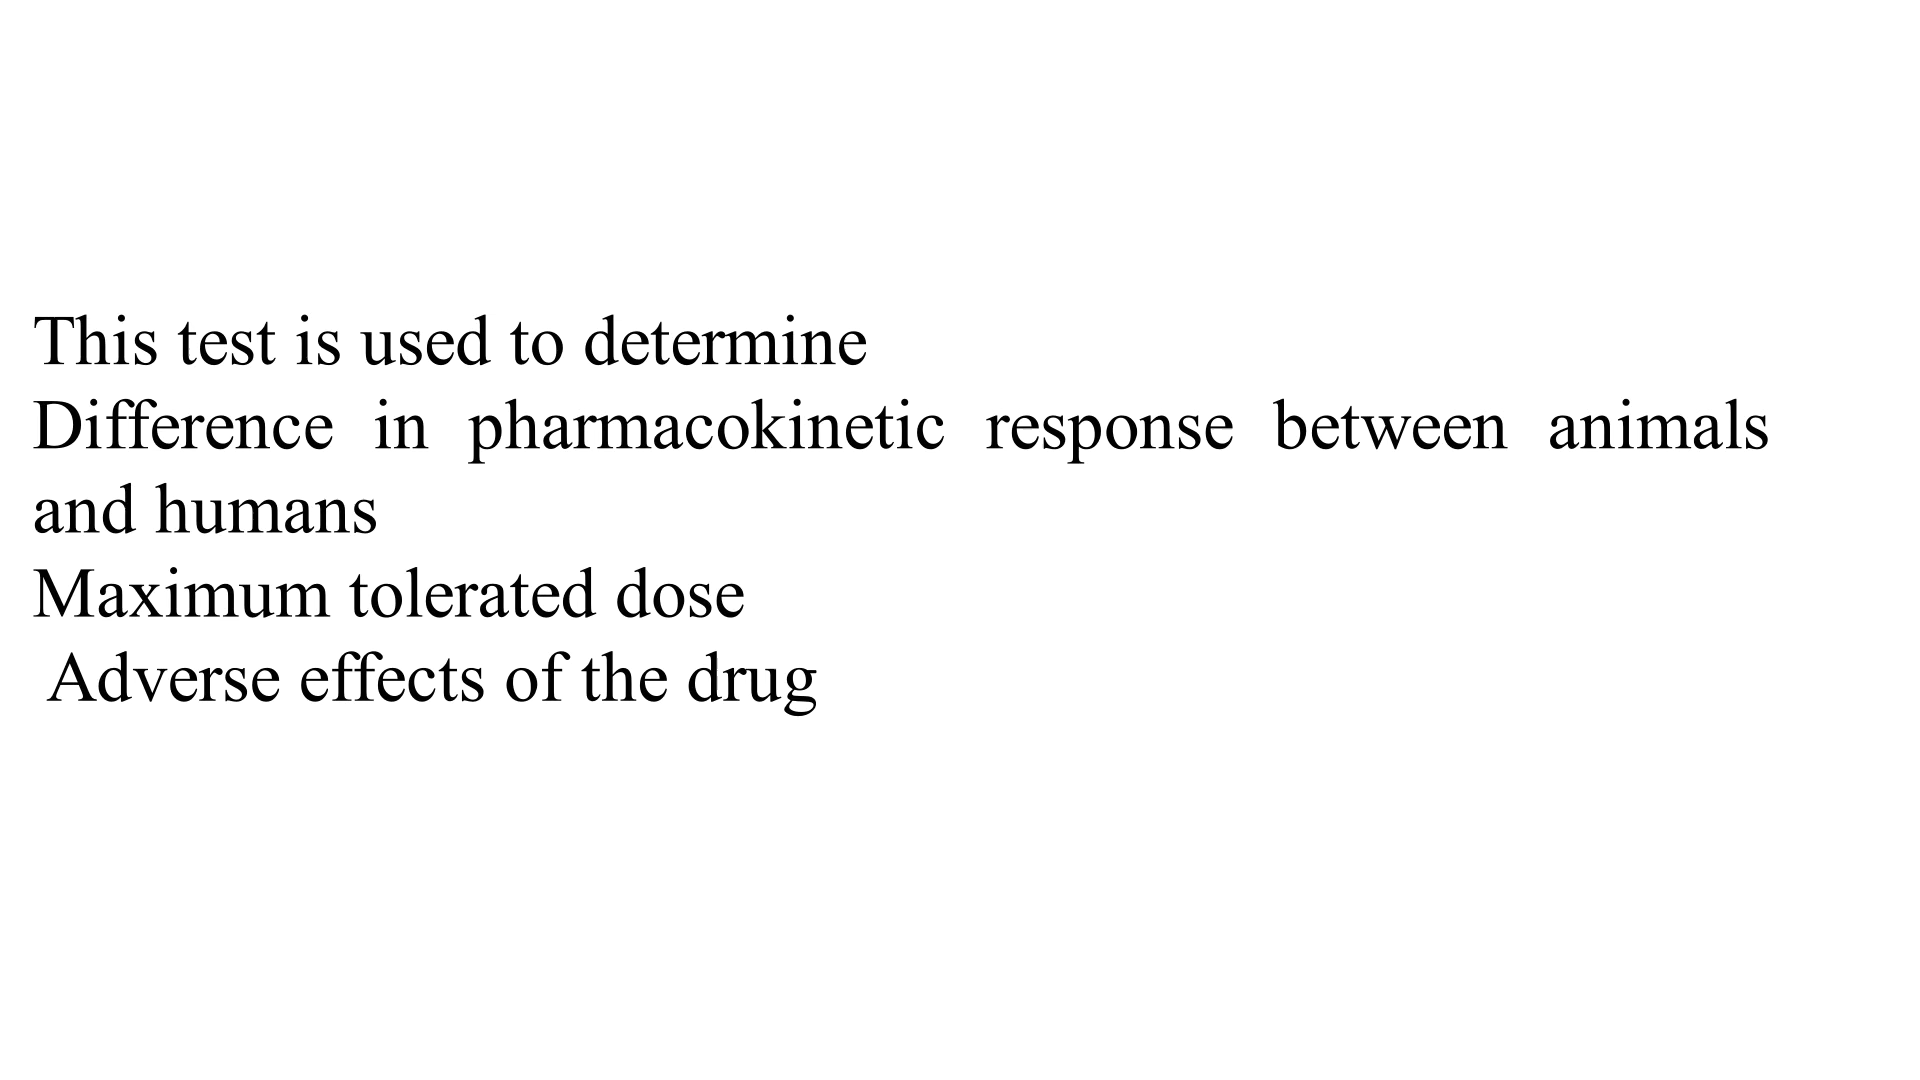 This test is used to determine
Difference in pharmacokinetic response between animals
and humans
Maximum tolerated dose
Adverse effects of the drug